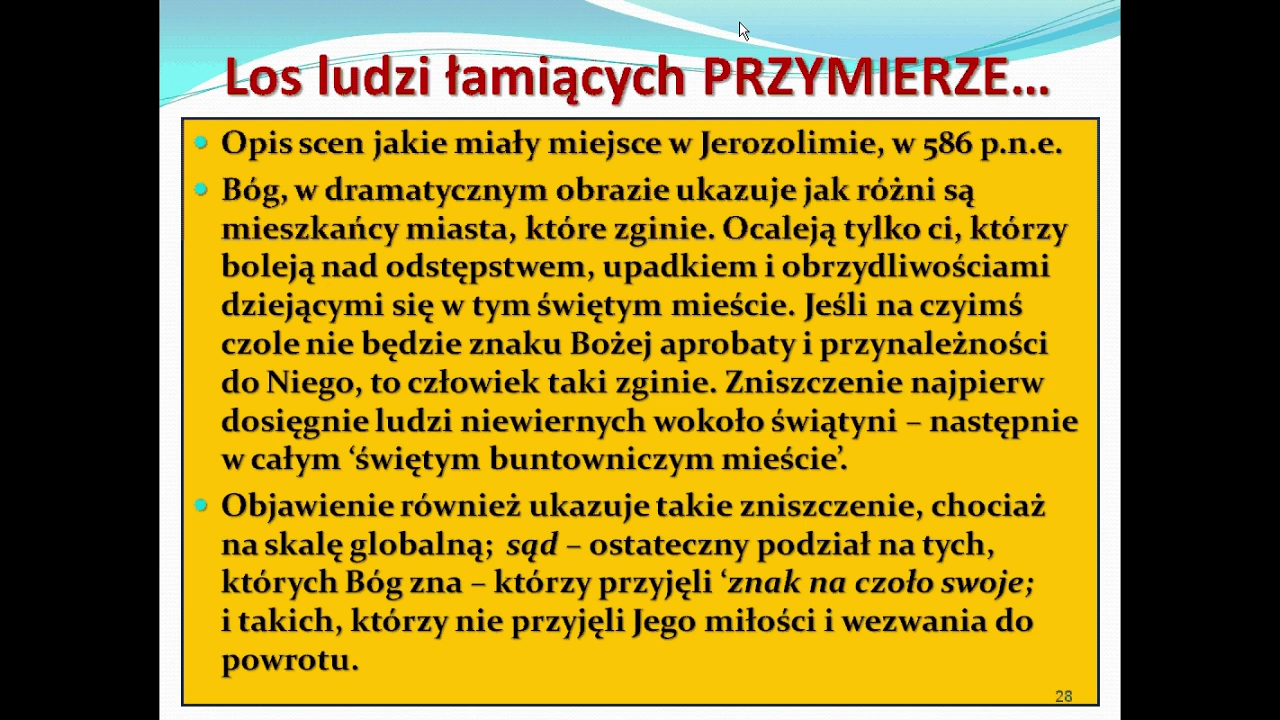 Los ludzi łamiących PRZYMIERZE...
Opis scen jakie miały miejsce w Jerozolimie, w 586 p.n.e.
Bóg, w dramatycznym obrazie ukazuje jak różni są
mieszkańcy miasta, które zginie. Ocaleją tylko ci, którzy
boleją nad odstępstwem, upadkiem i obrzydliwościami
dziejącymi się w tym świętym mieście. Jeśli na czyimś
czole nie będzie znaku Bożej aprobaty i przynależności
do Niego, to człowiek taki zginie. Zniszczenie najpierw
dosięgnie ludzi niewiernych wokoło świątyni – następnie
w całym ‘świętym buntowniczym mieście’.
Objawienie również ukazuje takie zniszczenie, chociaż
na skalę globalną; sąd – ostateczny podział na tych,
których Bóg zna – którzy przyjęli ‘znak na czoło swoje;
i takich, którzy nie przyjęli Jego miłości i wezwania do
powrotu.
28